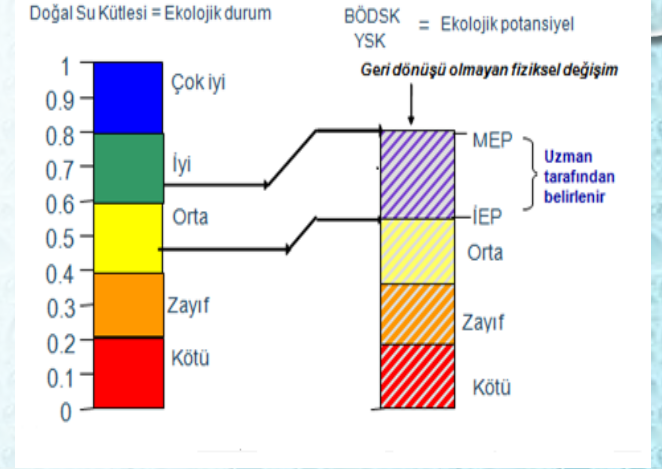 Doğal Su Kütlesi = Ekolojik durum
BÖDSK
YSK
= Ekolojik potansiyel
Geri dönüşü olmayan fiziksel değişim
1
0.9
0.8
0.7
0.6
0.5
0.4
0.3
0.2
0.1
0
Çok iyi
İyi
Orta
Zayıf
Kötü
MEP
İEP
Orta
Zayıf
Kötü
Uzman
tarafından
belirlenir